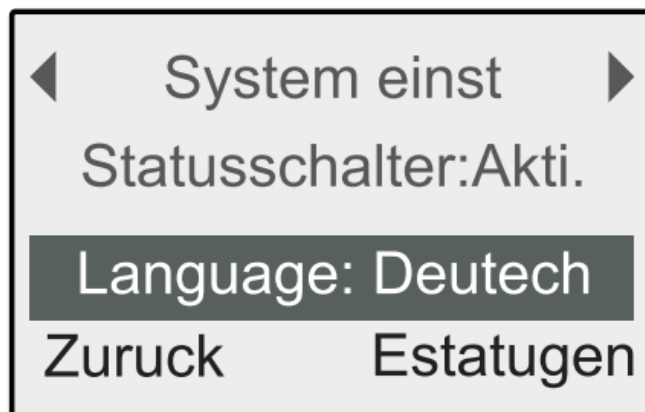 System einst
Statusschalter:Akti.
Language: Deutech
Zuruck Estatugen